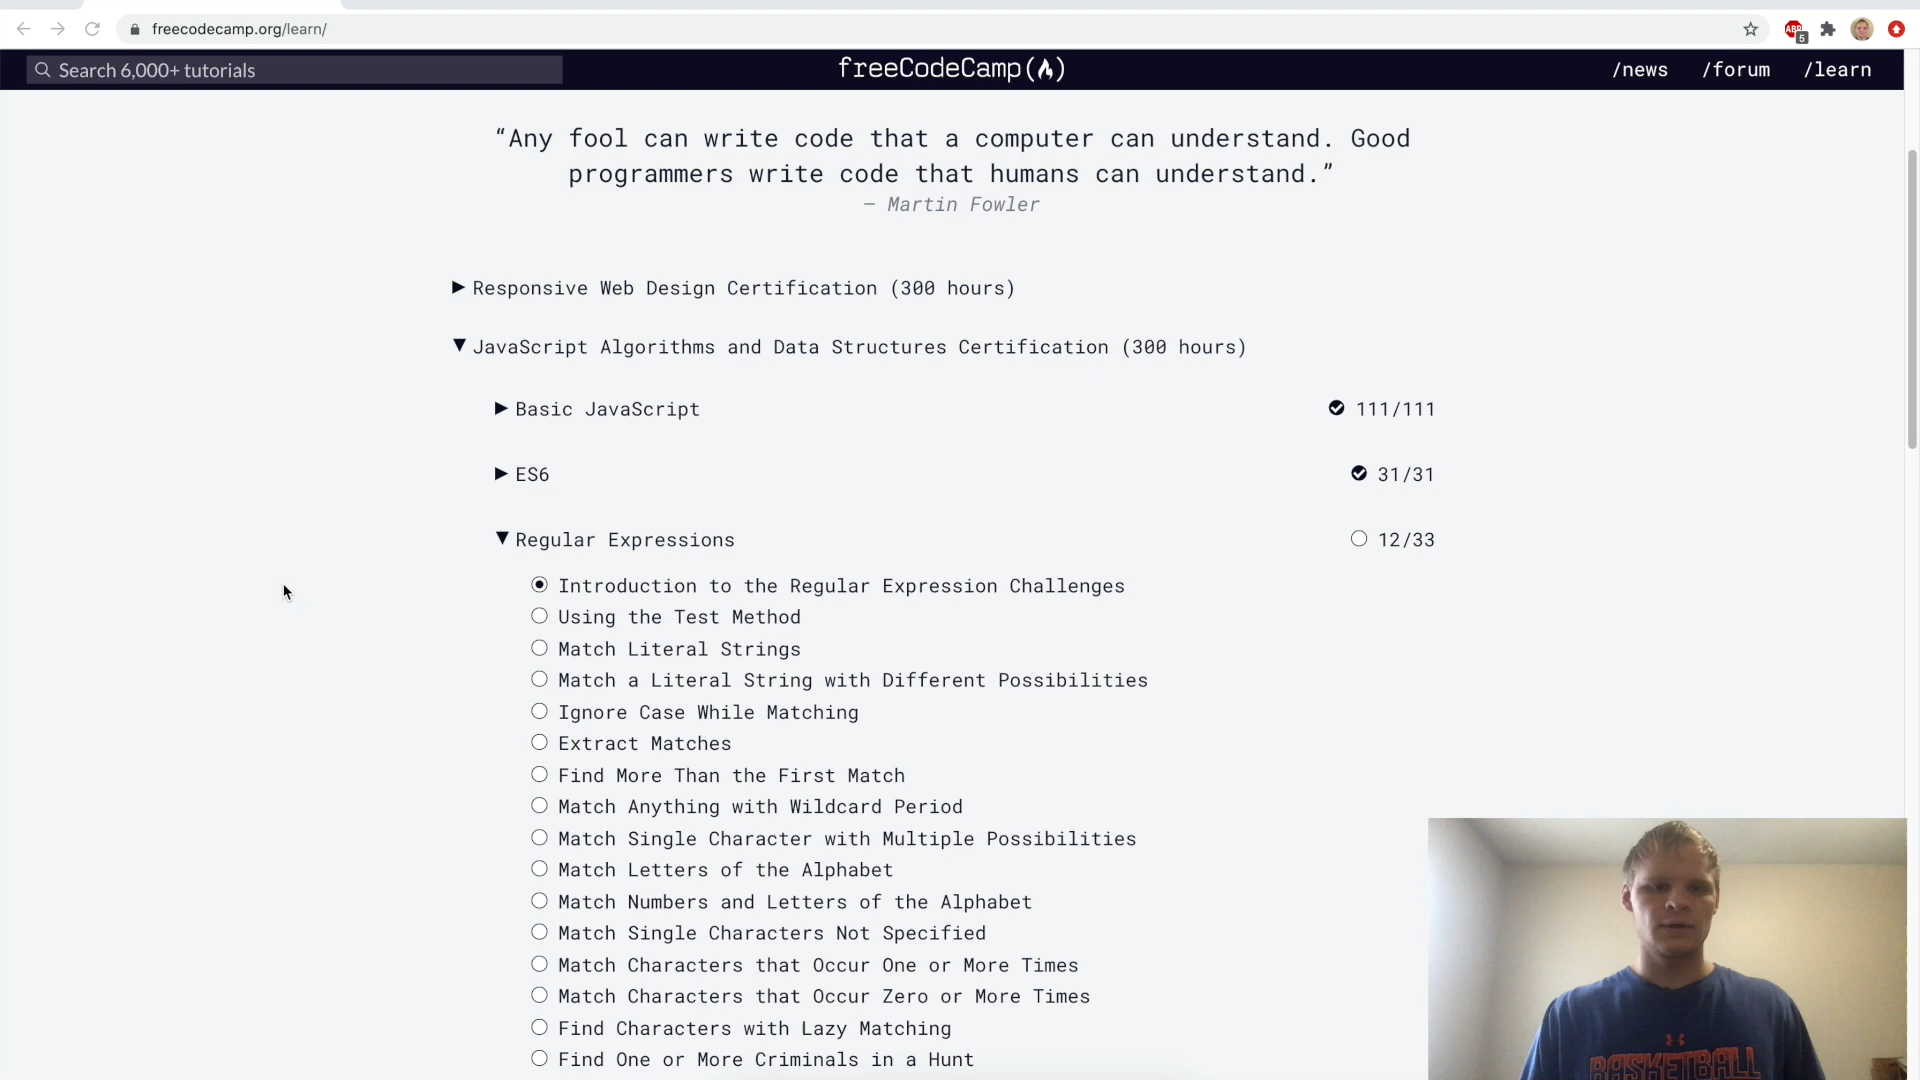 freecodecamp.org/learn/
ABP
5
Search 6,000+ tutorials
freeCodeCamp
/news
/forum
/learn
“Any fool can write code that a computer can understand. Good
programmers write code that humans can understand.”
— Martin Fowler
Responsive Web Design Certification (300 hours)
JavaScript Algorithms and Data Structures Certification (300 hours)
Basic JavaScript 111/111
ES6 31/31
Regular Expressions 12/33
Introduction to the Regular Expression Challenges
Using the Test Method
Match Literal Strings
Match a Literal String with Different Possibilities
Ignore Case While Matching
Extract Matches
Find More Than the First Match
Match Anything with Wildcard Period
Match Single Character with Multiple Possibilities
Match Letters of the Alphabet
Match Numbers and Letters of the Alphabet
Match Single Characters Not Specified
Match Characters that Occur One or More Times
Match Characters that Occur Zero or More Times
Find Characters with Lazy Matching
Find One or More Criminals in a Hunt
BASKETBALL